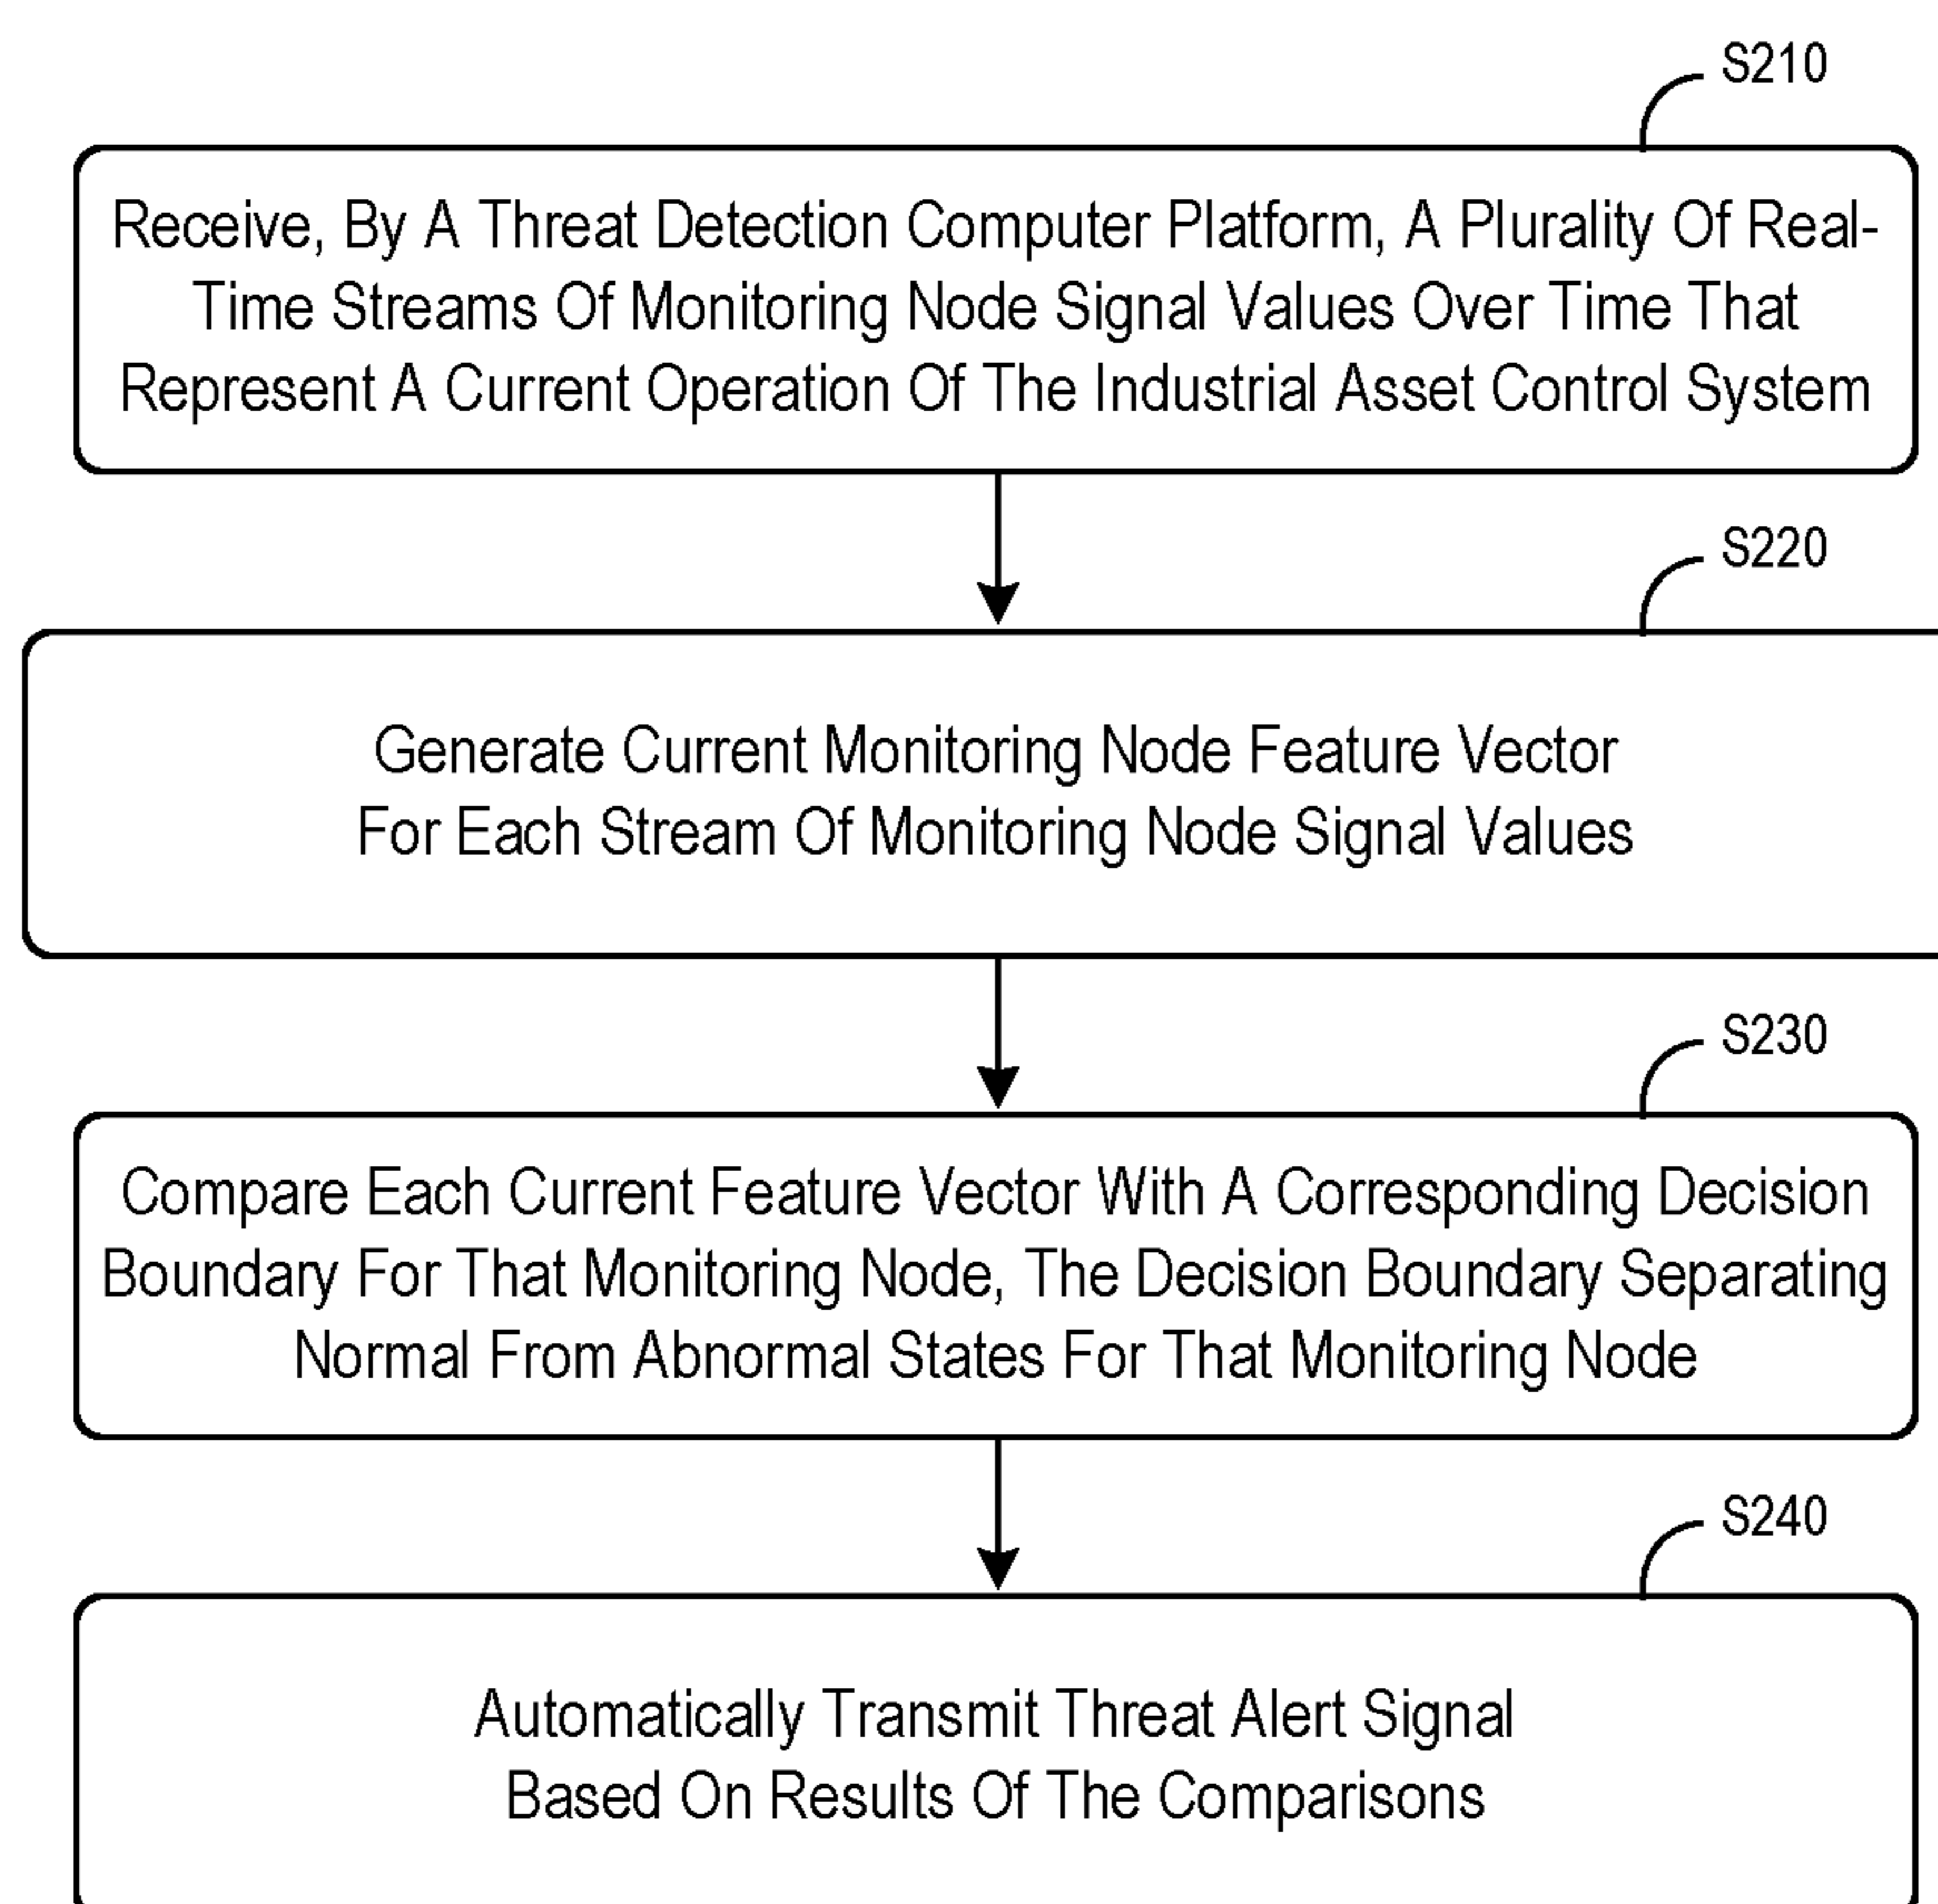 S210
Receive, By A Threat Detection Computer Platform, A Plurality Of Real-
Time Streams Of Monitoring Node Signal Values Over Time That
Represent A Current Operation Of The Industrial Asset Control System
S220
Generate Current Monitoring Node Feature Vector
For Each Stream Of Monitoring Node Signal Values
S230
Compare Each Current Feature Vector With A Corresponding Decision
Boundary For That Monitoring Node, The Decision Boundary Separating
Normal From Abnormal States For That Monitoring Node
S240
Automatically Transmit Threat Alert Signal
Based On Results Of The Comparisons